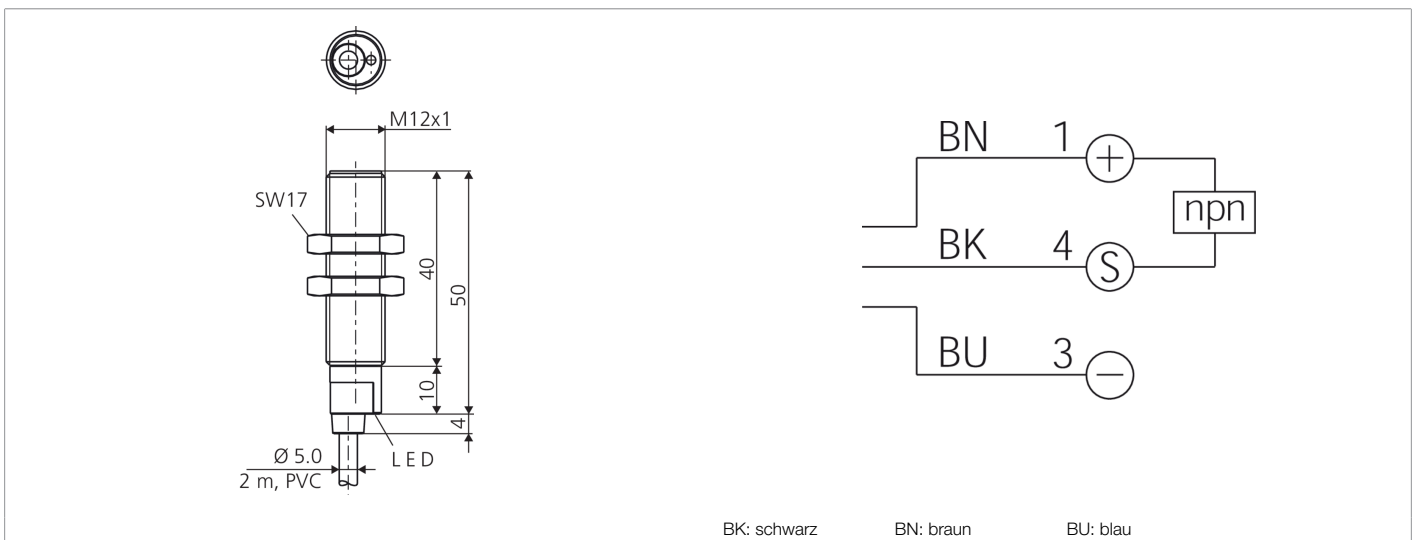 M12x1
SW17
40
50
10
4
Ø 5.0
2 m, PVC
LED
BN 1 +
npn
BK 4 S
BU 3 −
BK: schwarz BN: braun BU: blau